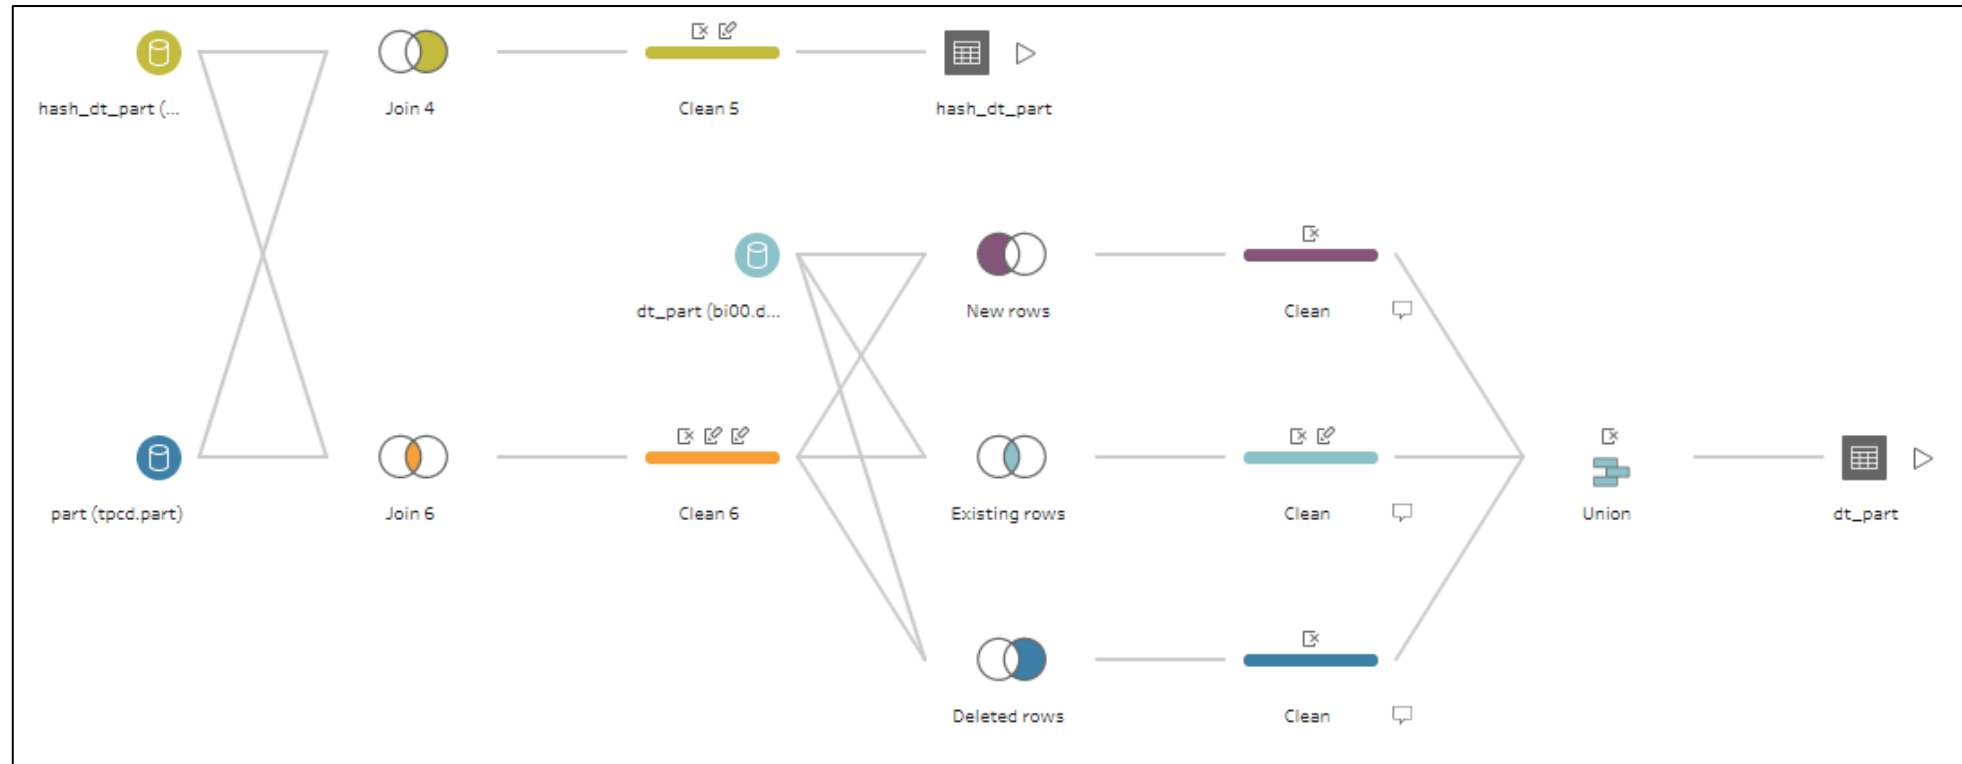 hash_dt_part (...
Join 4
Clean 5
hash_dt_part
dt_part (bi00.d...
New rows
Clean
part (tpcd.part)
Join 6
Clean 6
Existing rows
Clean
Union
dt_part
Deleted rows
Clean